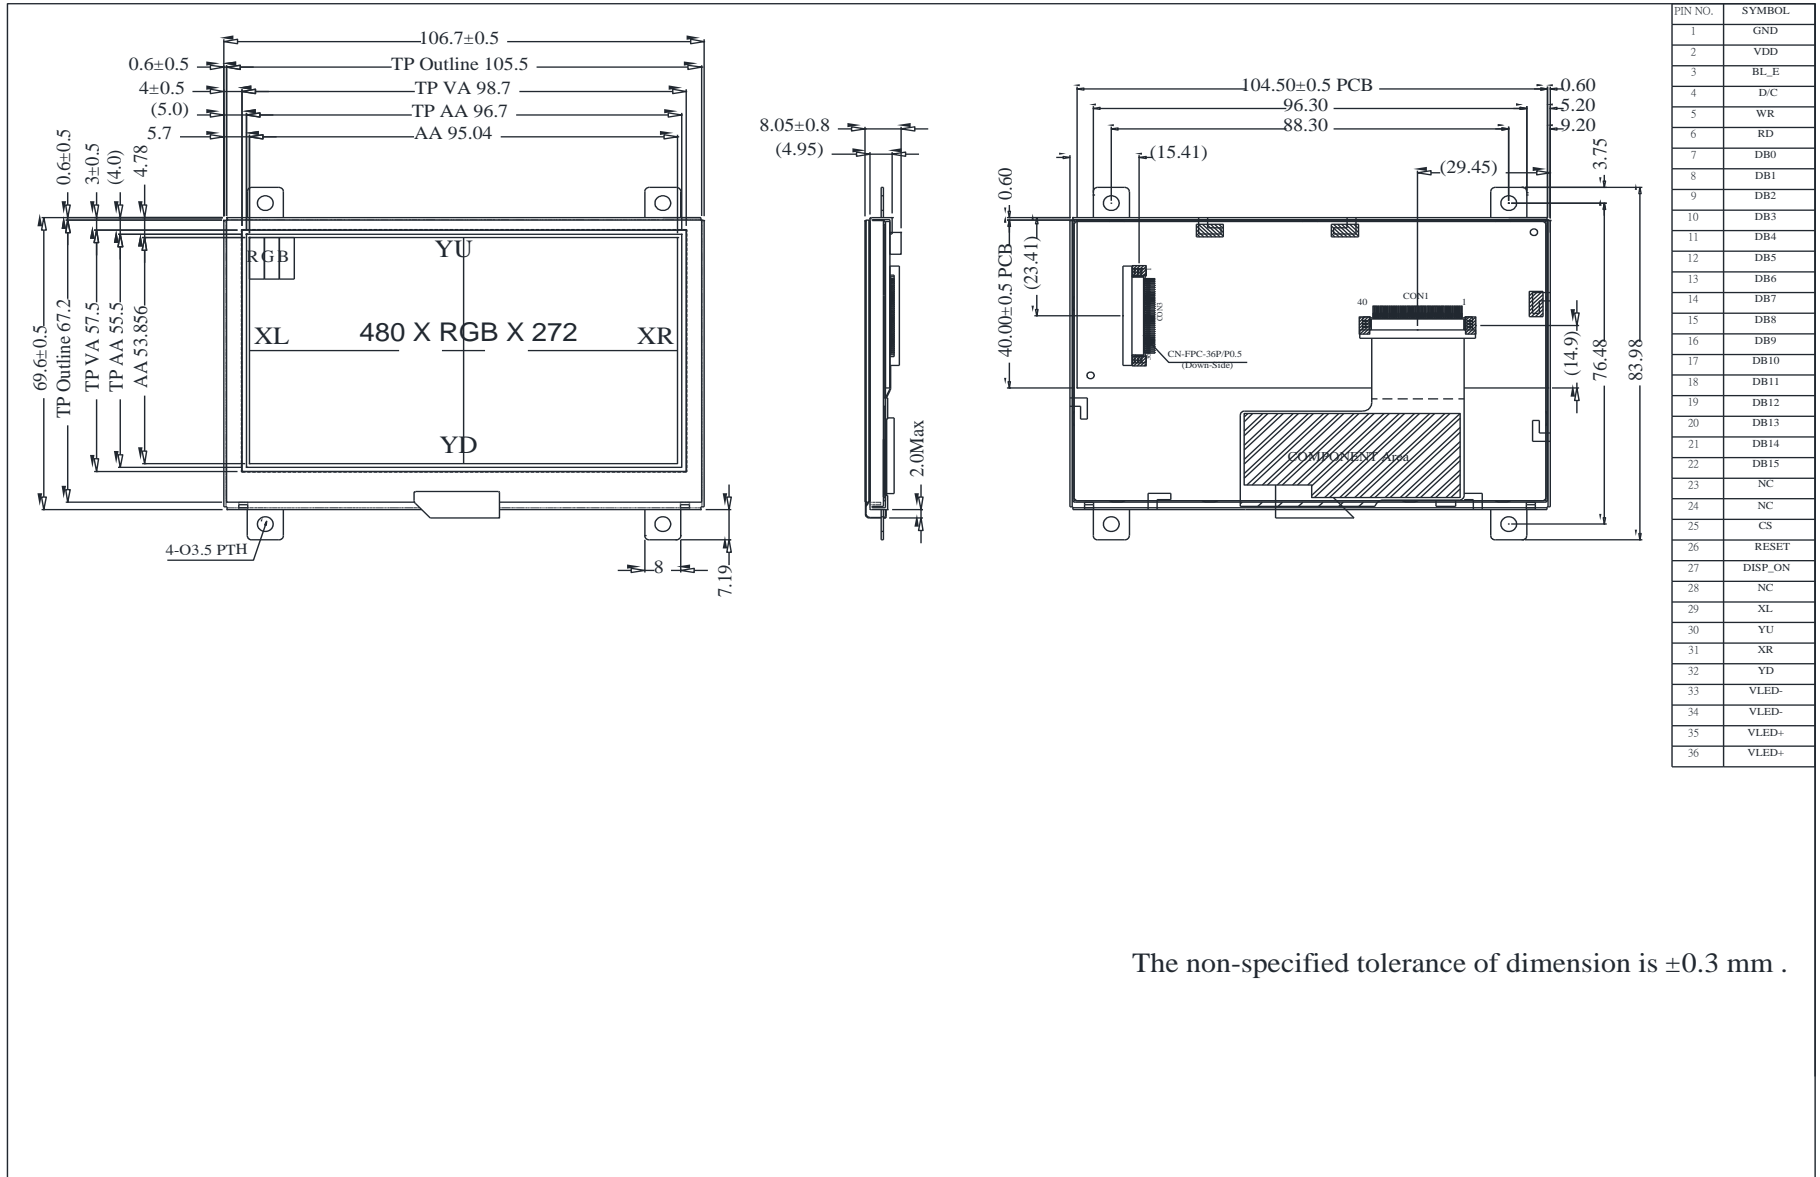 106.7±0.5
0.6±0.5
TP Outline 105.5
4±0.5
TP VA 98.7
(5.0)
TP AA 96.7
5.7
AA 95.04
0.6±0.5
3±0.5
(4.0)
4.78
69.6±0.5
TP Outline 67.2
TP VA 57.5
TP AA 55.5
AA 53.856
RGB
YU
XL
480 X RGB X 272
XR
YD
4-O3.5 PTH
8
7.19
8.05±0.8
(4.95)
2.0Max
104.50±0.5 PCB
0.60
96.30
5.20
88.30
9.20
(15.41)
(29.45)
3.75
0.60
40.00±0.5 PCB
(23.41)
CON3
1
40
CON1
1
CN-FPC-36P/P0.5
(Down-Side)
(14.9)
76.48
83.98
COMPONENT Area
PIN NO. SYMBOL
1 GND
2 VDD
3 BL_E
4 D/C
5 WR
6 RD
7 DB0
8 DB1
9 DB2
10 DB3
11 DB4
12 DB5
13 DB6
14 DB7
15 DB8
16 DB9
17 DB10
18 DB11
19 DB12
20 DB13
21 DB14
22 DB15
23 NC
24 NC
25 CS
26 RESET
27 DISP_ON
28 NC
29 XL
30 YU
31 XR
32 YD
33 VLED-
34 VLED-
35 VLED+
36 VLED+
The non-specified tolerance of dimension is ±0.3 mm .